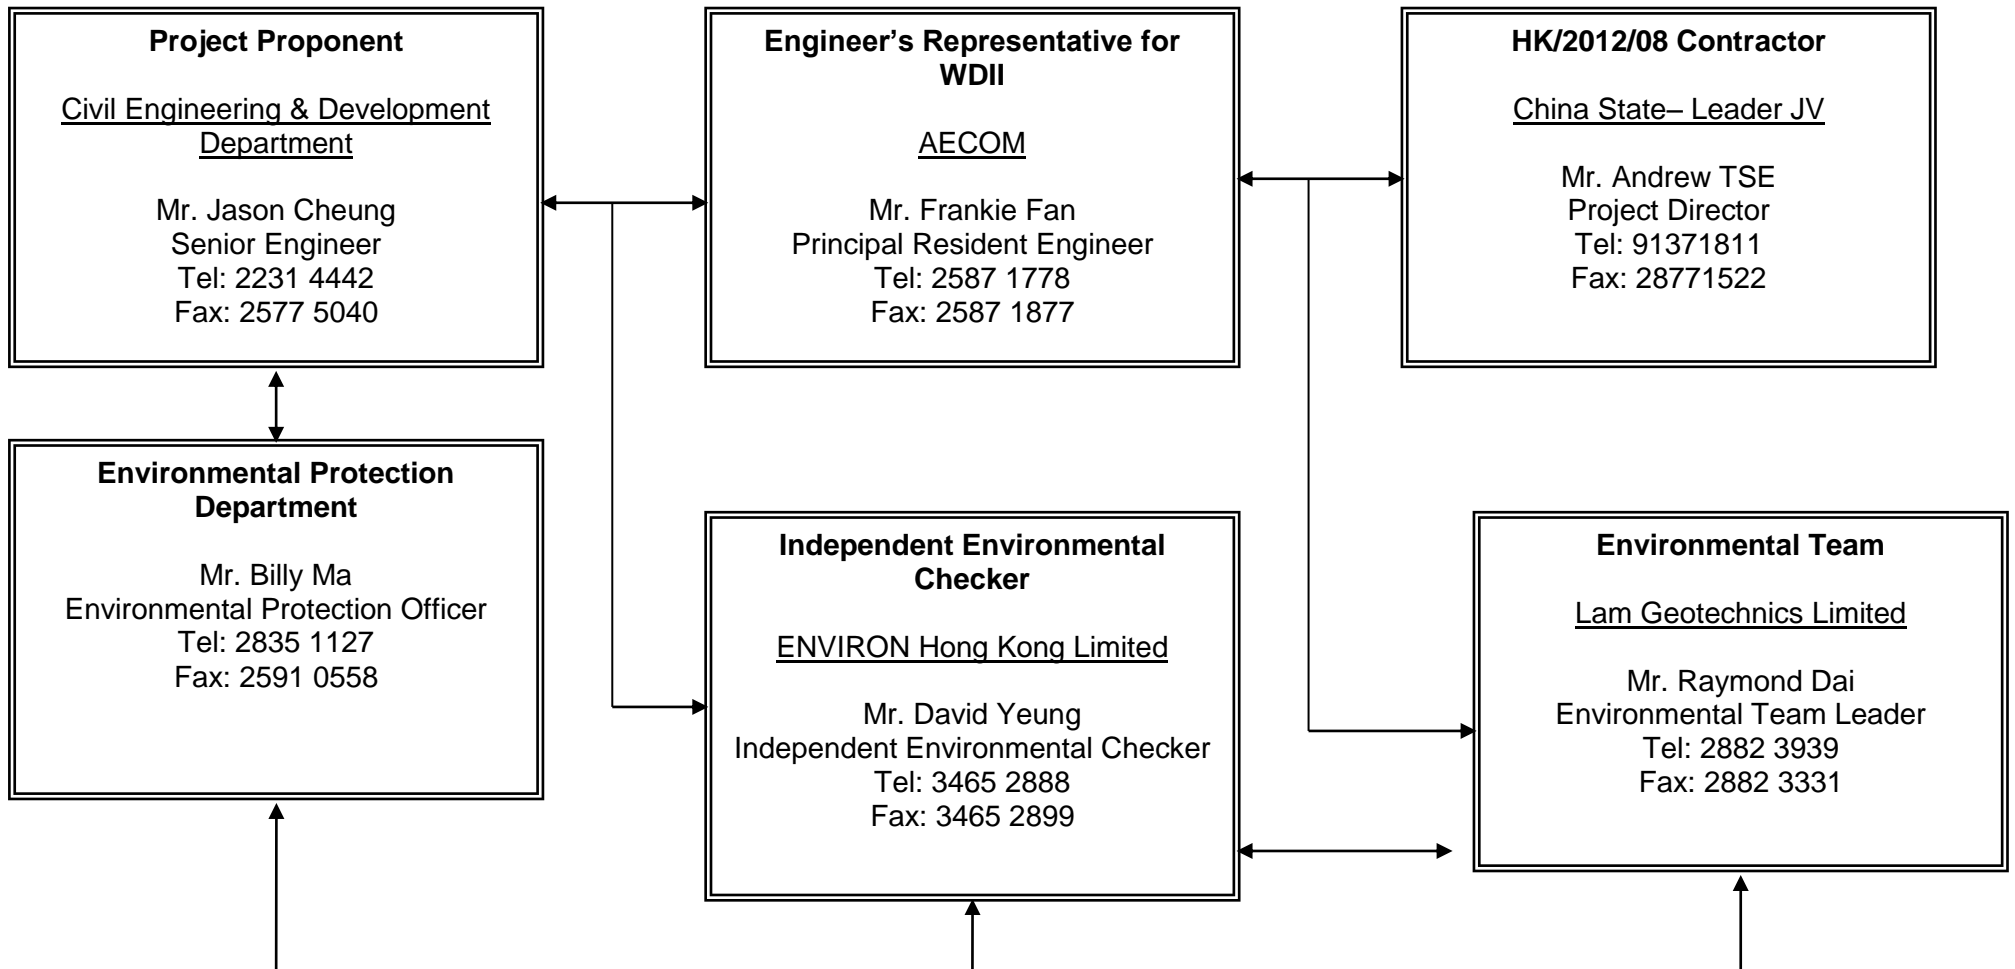 Project Proponent
Civil Engineering & Development
Department
Mr. Jason Cheung
Senior Engineer
Tel: 2231 4442
Fax: 2577 5040
Engineer’s Representative for
WDII
AECOM
Mr. Frankie Fan
Principal Resident Engineer
Tel: 2587 1778
Fax: 2587 1877
HK/2012/08 Contractor
China State– Leader JV
Mr. Andrew TSE
Project Director
Tel: 91371811
Fax: 28771522
Environmental Protection
Department
Mr. Billy Ma
Environmental Protection Officer
Tel: 2835 1127
Fax: 2591 0558
Independent Environmental
Checker
ENVIRON Hong Kong Limited
Mr. David Yeung
Independent Environmental Checker
Tel: 3465 2888
Fax: 3465 2899
Environmental Team
Lam Geotechnics Limited
Mr. Raymond Dai
Environmental Team Leader
Tel: 2882 3939
Fax: 2882 3331